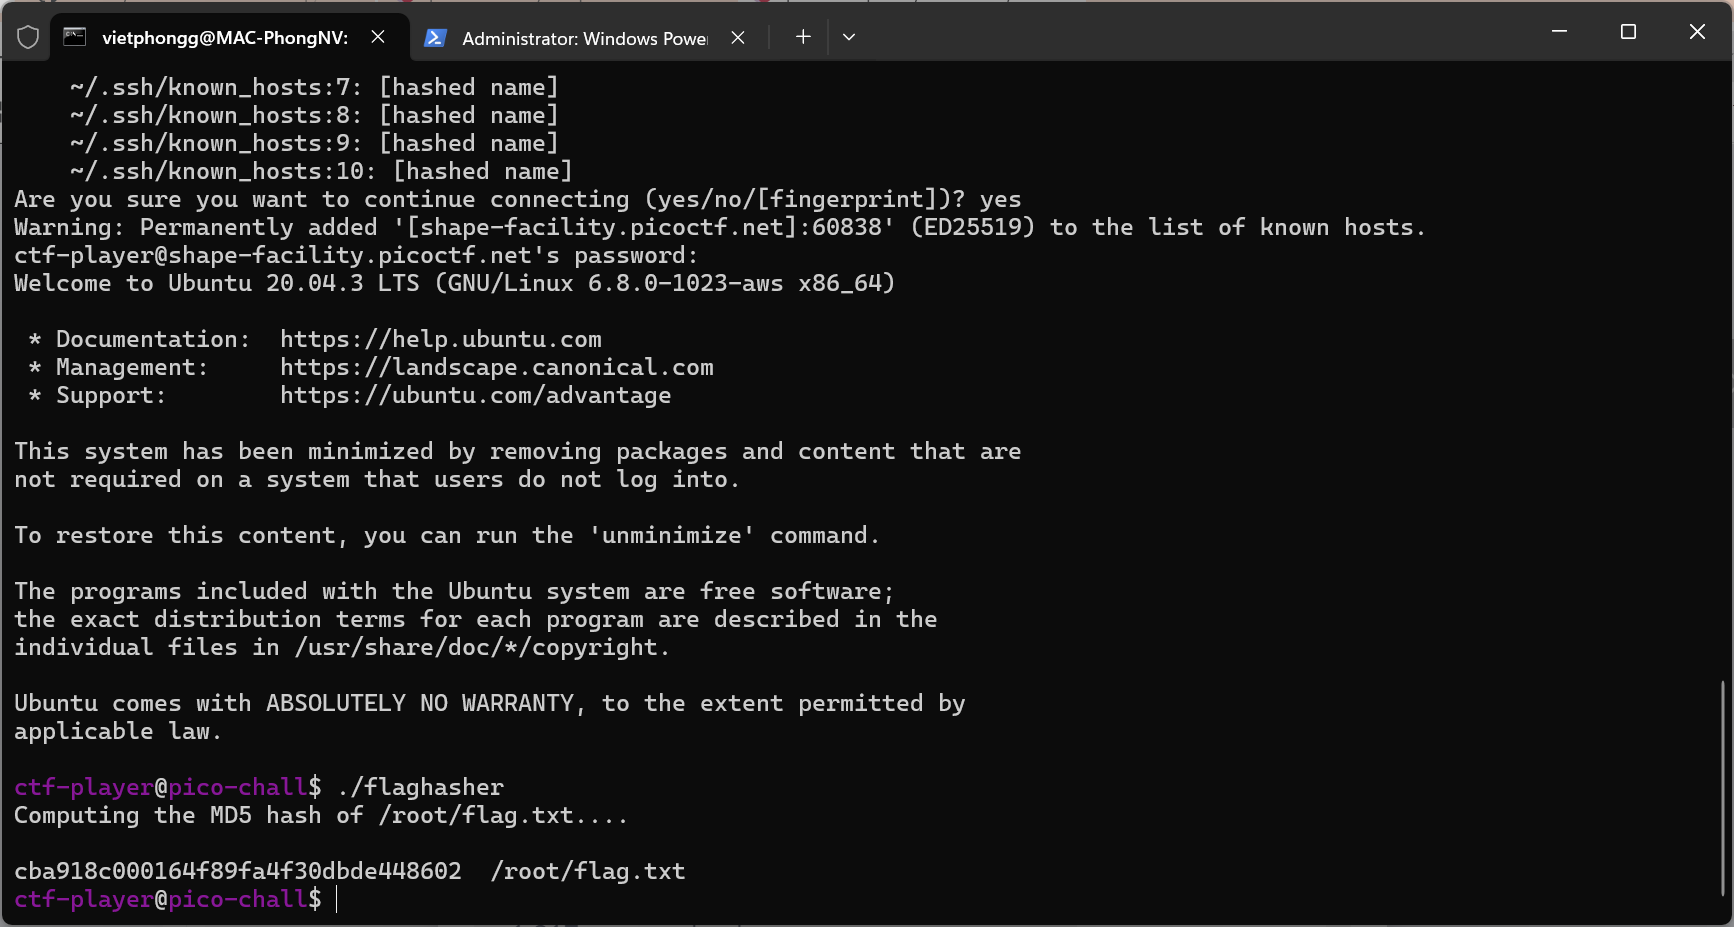 vietphongg@MAC-PhongNV:
Administrator: Windows Powe
~/.ssh/known_hosts:7: [hashed name]
~/.ssh/known_hosts:8: [hashed name]
~/.ssh/known_hosts:9: [hashed name]
~/.ssh/known_hosts:10: [hashed name]
Are you sure you want to continue connecting (yes/no/[fingerprint])? yes
Warning: Permanently added '[shape-facility.picoctf.net]:60838' (ED25519) to the list of known hosts.
ctf-player@shape-facility.picoctf.net's password:
Welcome to Ubuntu 20.04.3 LTS (GNU/Linux 6.8.0-1023-aws x86_64)
* Documentation:  https://help.ubuntu.com
* Management:     https://landscape.canonical.com
* Support:        https://ubuntu.com/advantage
This system has been minimized by removing packages and content that are
not required on a system that users do not log into.
To restore this content, you can run the 'unminimize' command.
The programs included with the Ubuntu system are free software;
the exact distribution terms for each program are described in the
individual files in /usr/share/doc/*/copyright.
Ubuntu comes with ABSOLUTELY NO WARRANTY, to the extent permitted by
applicable law.
ctf-player@pico-chall$ ./flaghasher
Computing the MD5 hash of /root/flag.txt....
cba918c000164f89fa4f30dbde448602  /root/flag.txt
ctf-player@pico-chall$